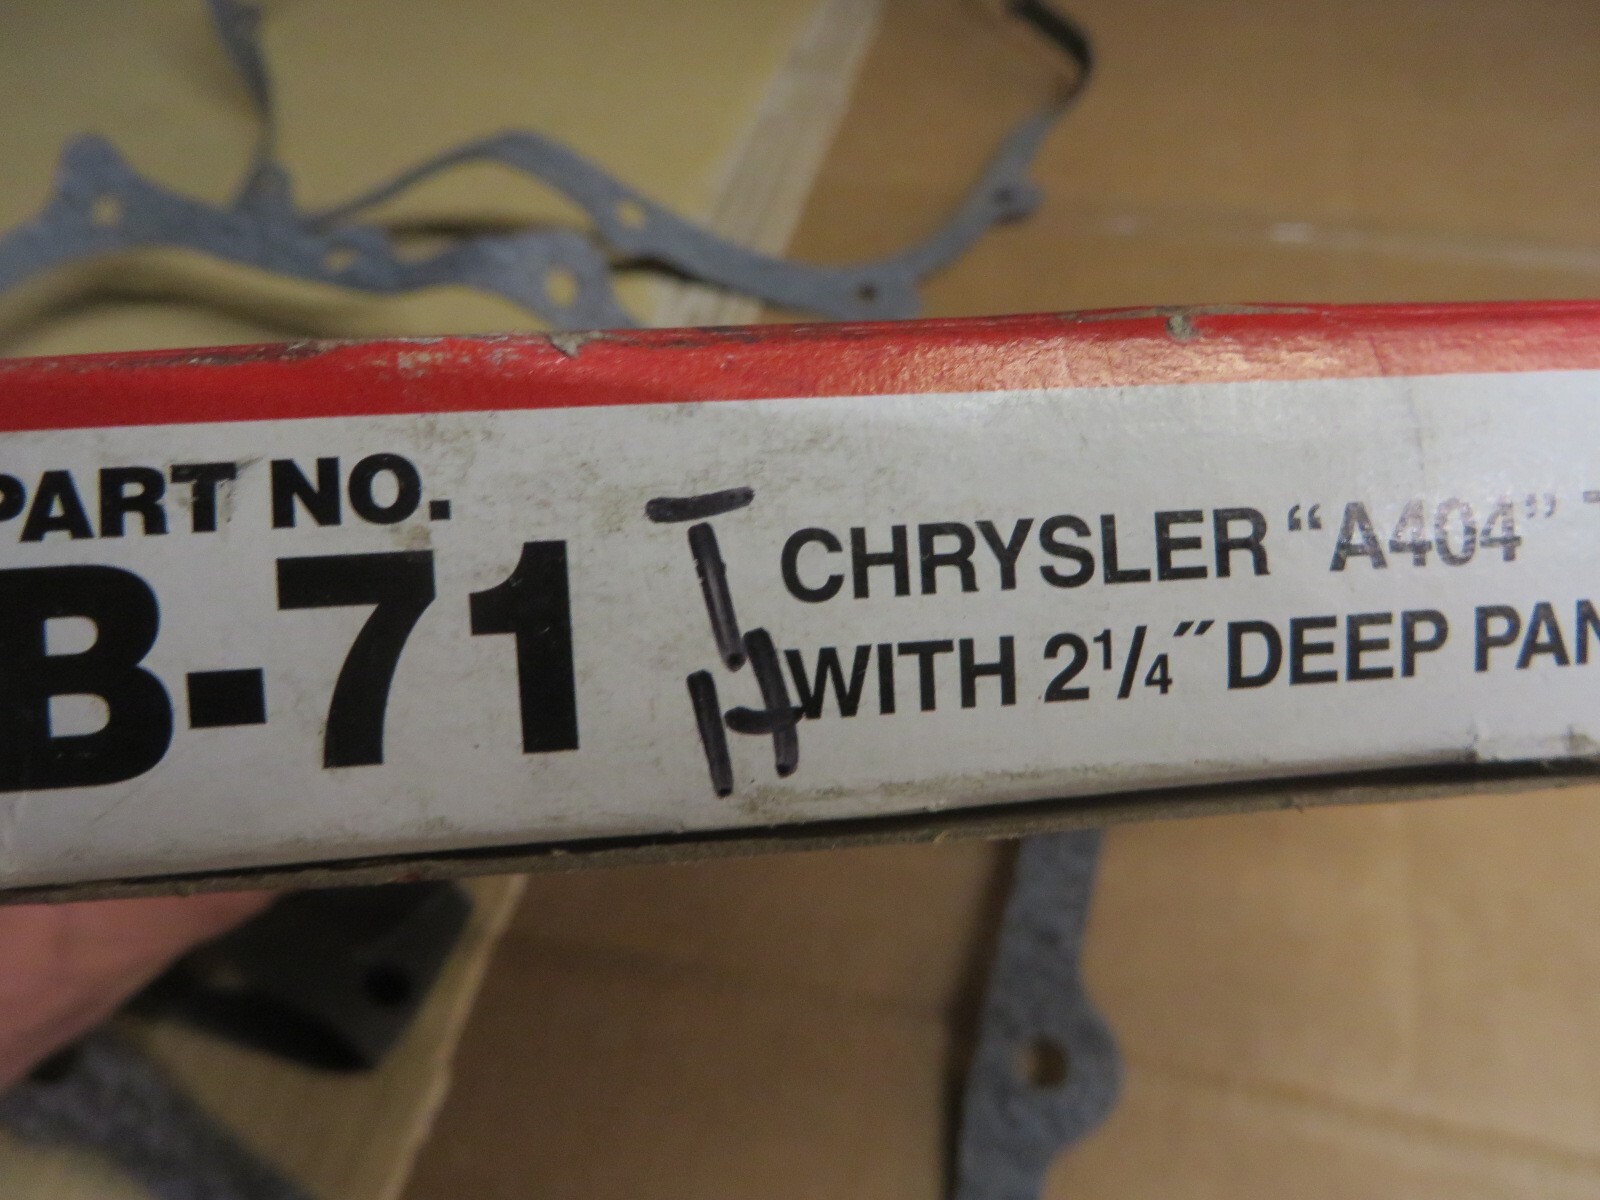 PART NO.
B-71
CHRYSLER “A404”
WITH 2¼″ DEEP PAN